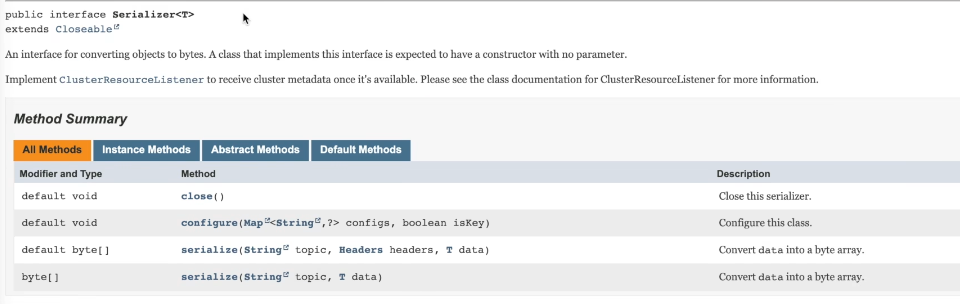 public interface Serializer<T>
extends Closeable
An interface for converting objects to bytes. A class that implements this interface is expected to have a constructor with no parameter.
Implement ClusterResourceListener to receive cluster metadata once it's available. Please see the class documentation for ClusterResourceListener for more information.
Method Summary
All Methods Instance Methods Abstract Methods Default Methods
Modifier and Type Method Description
default void close() Close this serializer.
default void configure(Map<String,?> configs, boolean isKey) Configure this class.
default byte[] serialize(String topic, Headers headers, T data) Convert data into a byte array.
byte[] serialize(String topic, T data) Convert data into a byte array.